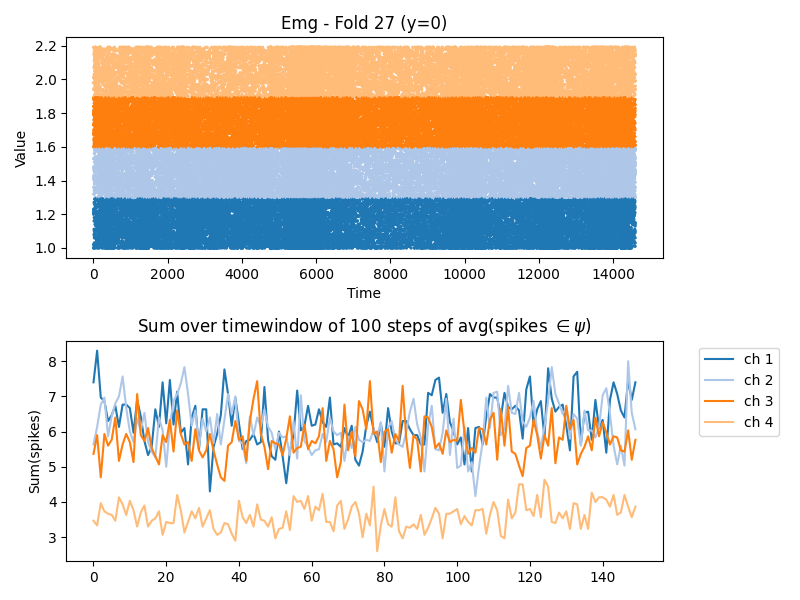 Emg - Fold 27 (y=0)
Value
2.2
2.0
1.8
1.6
1.4
1.2
1.0
0 2000 4000 6000 8000 10000 12000 14000
Time
Sum over timewindow of 100 steps of avg(spikes ∈ ψ)
Sum(spikes)
8
7
6
5
4
3
0 20 40 60 80 100 120 140
ch 1
ch 2
ch 3
ch 4